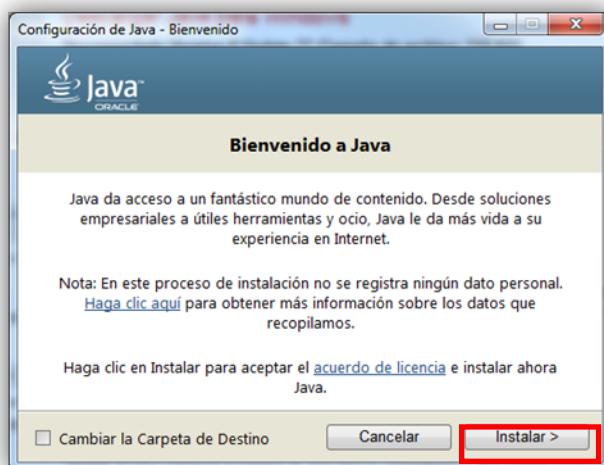 Configuración de Java - Bienvenido
Java™
ORACLE
Bienvenido a Java
Java da acceso a un fantástico mundo de contenido. Desde soluciones
empresariales a útiles herramientas y ocio, Java le da más vida a su
experiencia en Internet.
Nota: En este proceso de instalación no se registra ningún dato personal.
Haga clic aquí para obtener más información sobre los datos que
recopilamos.
Haga clic en Instalar para aceptar el acuerdo de licencia e instalar ahora
Java.
Cambiar la Carpeta de Destino
Cancelar
Instalar >